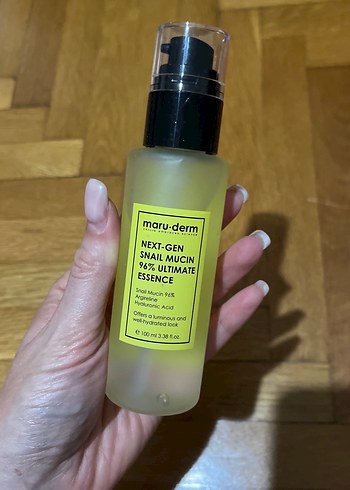 maru·derm
NEXT-GEN
SNAIL MUCIN
96% ULTIMATE
ESSENCE
Snail Mucin 96%
Argireline
Hyaluronic Acid
Offers a luminous and
well-hydrated look
℮ 100 ml 3.38 fl.oz.